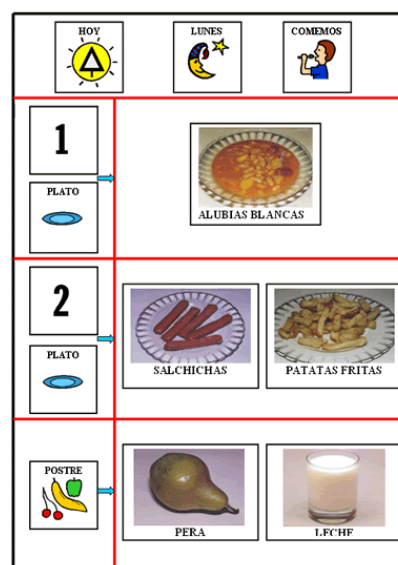 HOY
LUNES
COMEMOS
1
PLATO
ALUBIAS BLANCAS
2
PLATO
SALCHICHAS
PATATAS FRITAS
POSTRE
PERA
LECHE